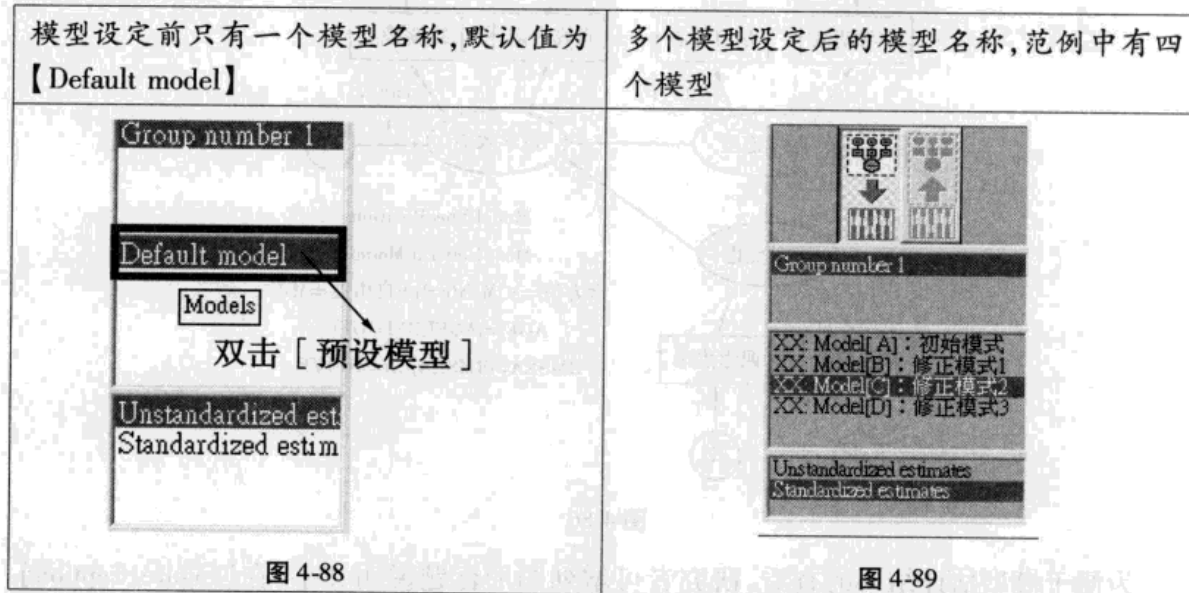 模型设定前只有一个模型名称,默认值为
【Default model】
多个模型设定后的模型名称,范例中有四
个模型
Group number 1
Default model
Models
双击［预设模型］
Unstandardized est
Standardized estim
图 4-88
Group number 1
XX: Model[A]：初始模式
XX: Model[B]：修正模式1
XX: Model[C]：修正模式2
XX: Model[D]：修正模式3
Unstandardized estimates
Standardized estimates
图 4-89